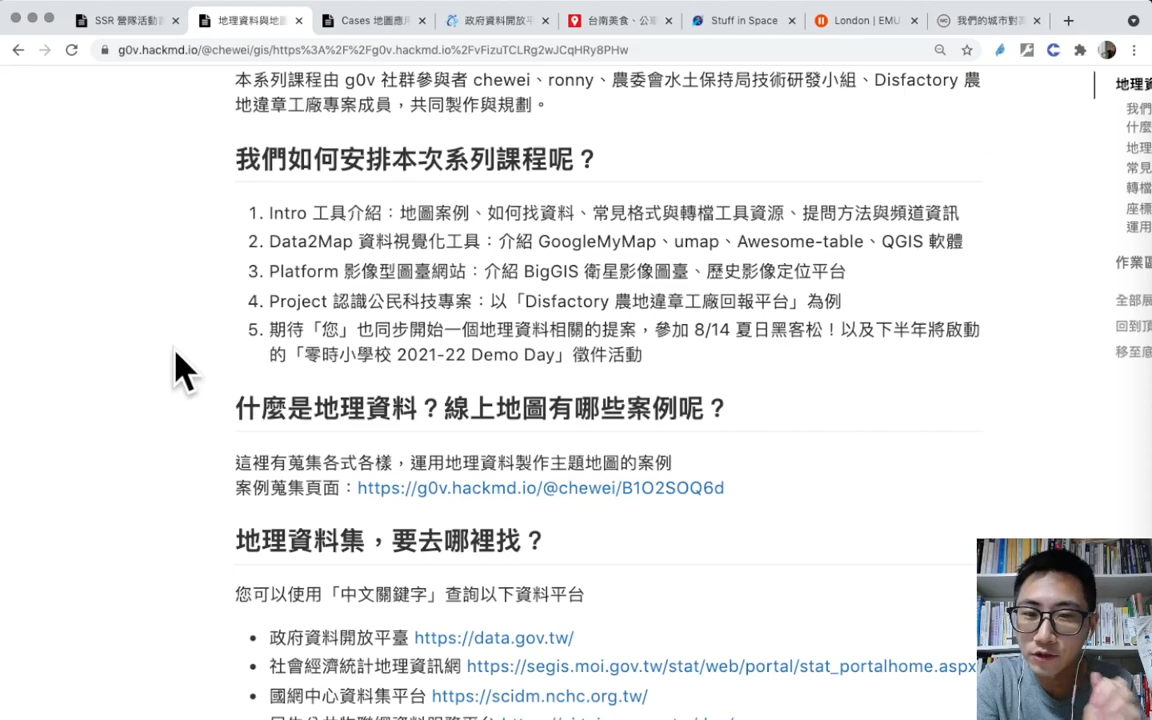 SSR 營隊活動
地理資料與地圖
Cases 地圖應用
政府資料開放平
台南美食、公車
Stuff in Space
London | EMU
我們的城市對
g0v.hackmd.io/@chewei/gis/https%3A%2F%2Fg0v.hackmd.io%2FvFizuTCLRg2wJCqHRy8PHw
本系列課程由 g0v 社群參與者 chewei、ronny、農委會水土保持局技術研發小組、Disfactory 農
地違章工廠專案成員，共同製作與規劃。
我們如何安排本次系列課程呢？
1. Intro 工具介紹：地圖案例、如何找資料、常見格式與轉檔工具資源、提問方法與頻道資訊
2. Data2Map 資料視覺化工具：介紹 GoogleMyMap、umap、Awesome-table、QGIS 軟體
3. Platform 影像型圖臺網站：介紹 BigGIS 衛星影像圖臺、歷史影像定位平台
4. Project 認識公民科技專案：以「Disfactory 農地違章工廠回報平台」為例
5. 期待「您」也同步開始一個地理資料相關的提案，參加 8/14 夏日黑客松！以及下半年將啟動
的「零時小學校 2021-22 Demo Day」徵件活動
什麼是地理資料？線上地圖有哪些案例呢？
這裡有蒐集各式各樣，運用地理資料製作主題地圖的案例
案例蒐集頁面：https://g0v.hackmd.io/@chewei/B1O2SOQ6d
地理資料集，要去哪裡找？
您可以使用「中文關鍵字」查詢以下資料平台
• 政府資料開放平臺 https://data.gov.tw/
• 社會經濟統計地理資訊網 https://segis.moi.gov.tw/stat/web/portal/stat_portalhome.aspx
• 國網中心資料集平台 https://scidm.nchc.org.tw/
地理資
我們
什麼
地理
常見
轉檔
座標
運用
作業區
全部展
回到頂
移至底